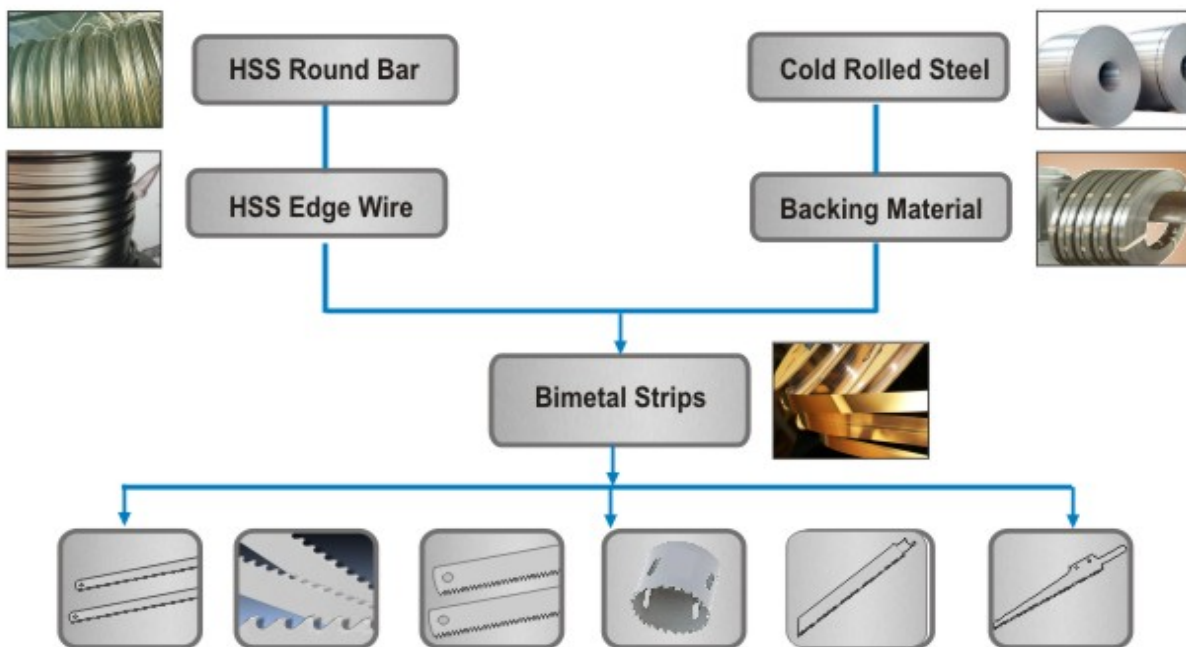 HSS Round Bar
Cold Rolled Steel
HSS Edge Wire
Backing Material
Bimetal Strips